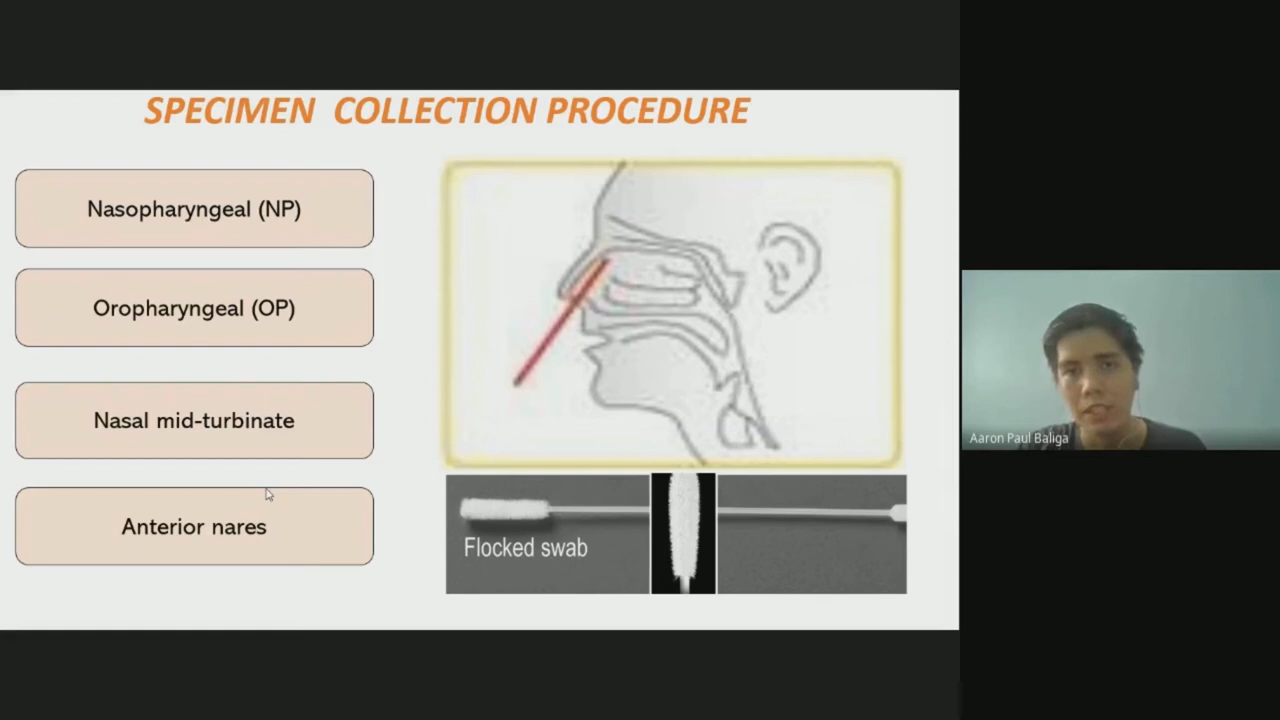 SPECIMEN COLLECTION PROCEDURE
Nasopharyngeal (NP)
Oropharyngeal (OP)
Nasal mid-turbinate
Anterior nares
Flocked swab
Aaron Paul Baliga